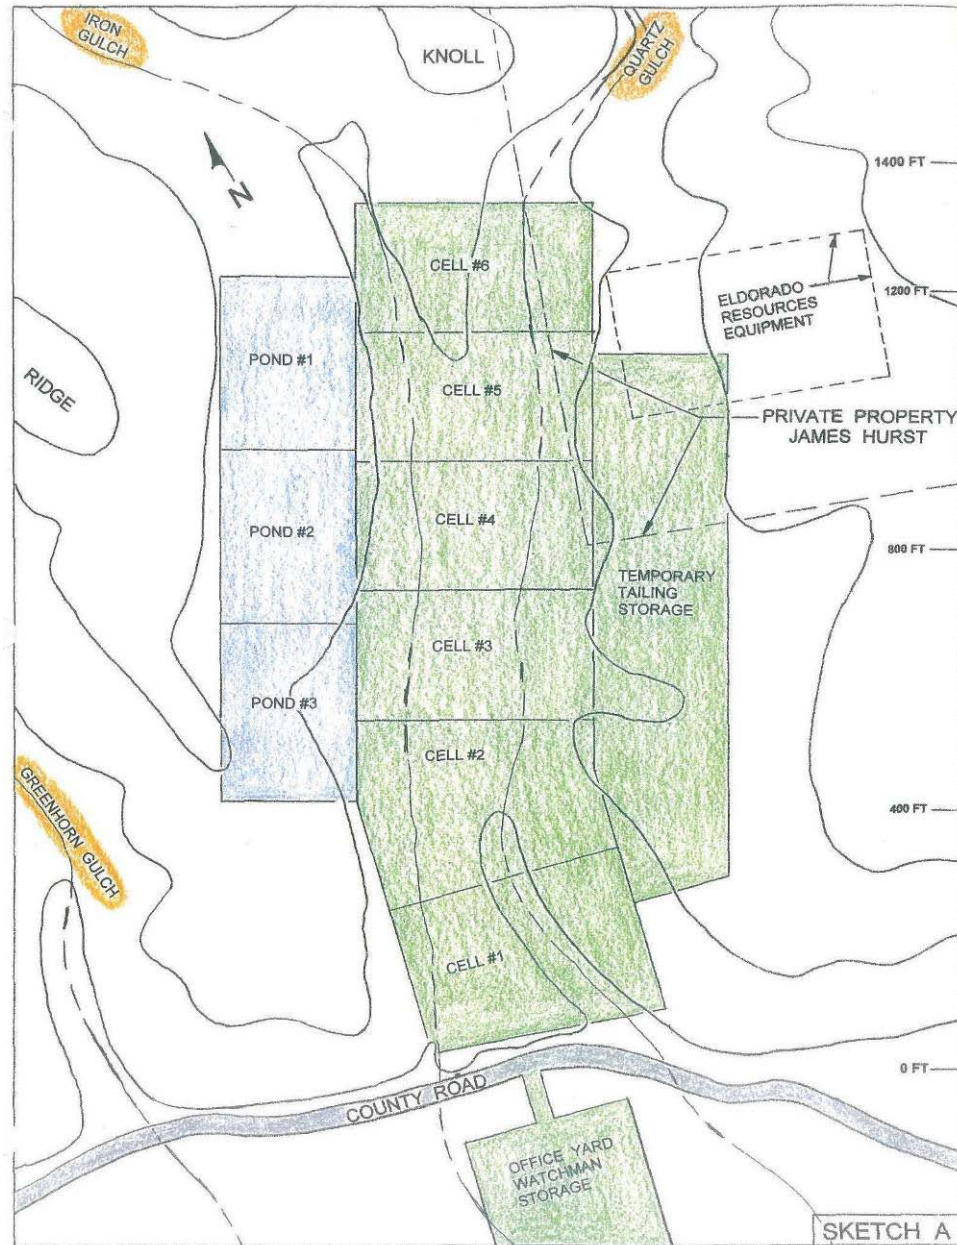 IRON
GULCH
KNOLL
QUARTZ
GULCH
1400 FT
N
CELL #6
ELDORADO
RESOURCES
EQUIPMENT
1200 FT
POND #1
RIDGE
CELL #5
PRIVATE PROPERTY
JAMES HURST
POND #2
CELL #4
800 FT
TEMPORARY
TAILING
STORAGE
CELL #3
POND #3
CELL #2
GREENHORN GULCH
400 FT
CELL #1
0 FT
COUNTY ROAD
OFFICE YARD
WATCHMAN
STORAGE
SKETCH A